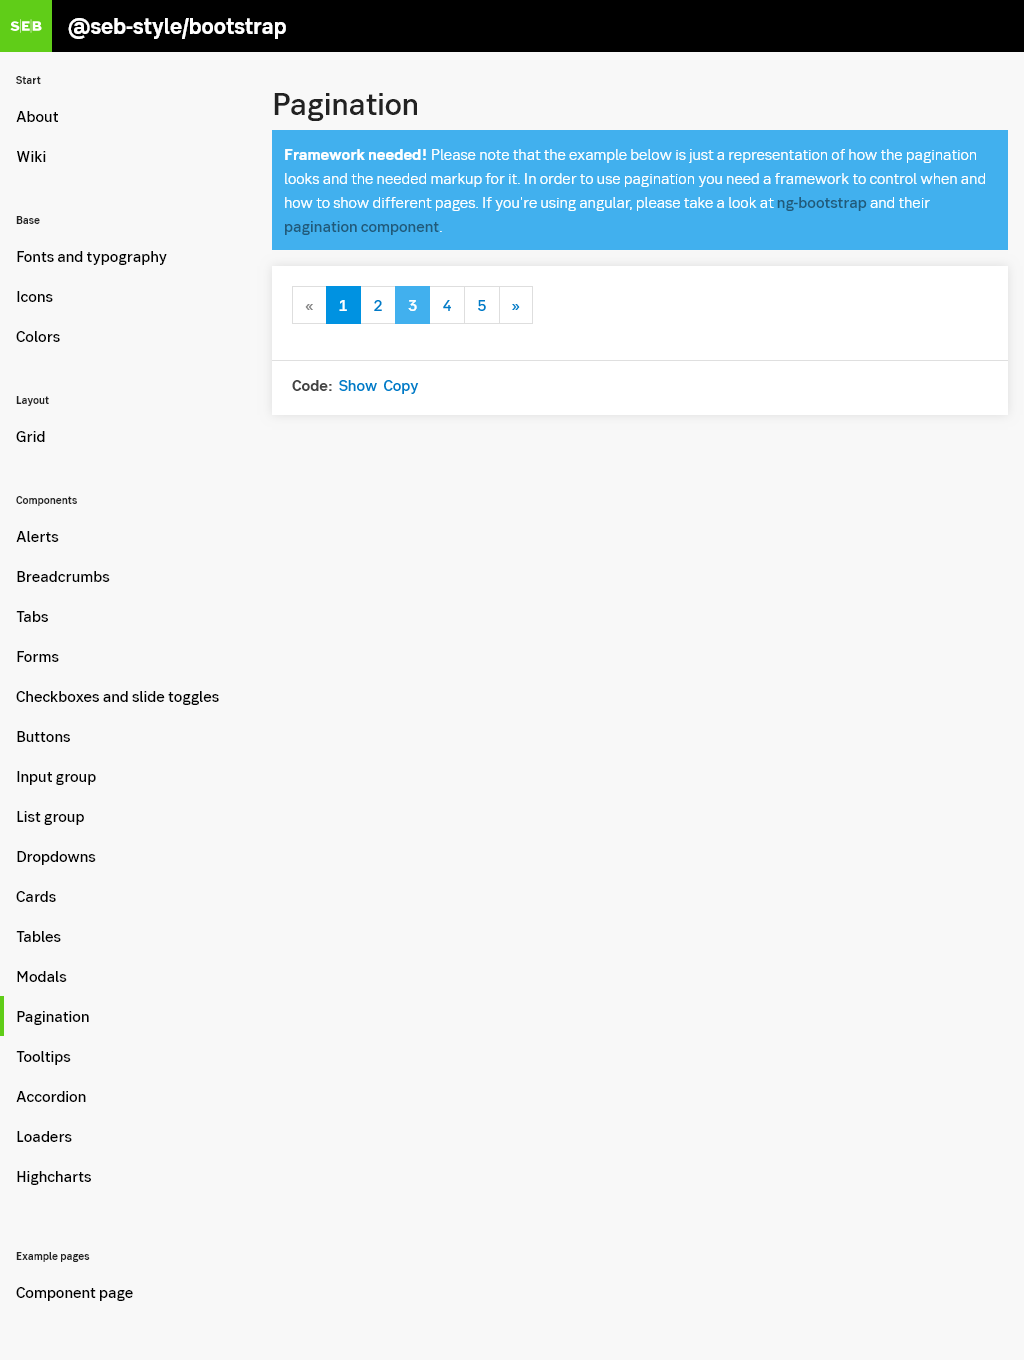 SEB
@seb-style/bootstrap
Start
About
Wiki
Base
Fonts and typography
Icons
Colors
Layout
Grid
Components
Alerts
Breadcrumbs
Tabs
Forms
Checkboxes and slide toggles
Buttons
Input group
List group
Dropdowns
Cards
Tables
Modals
Pagination
Tooltips
Accordion
Loaders
Highcharts
Example pages
Component page
Pagination
Framework needed! Please note that the example below is just a representation of how the pagination
looks and the needed markup for it. In order to use pagination you need a framework to control when and
how to show different pages. If you're using angular, please take a look at ng-bootstrap and their
pagination component.
« 1 2 3 4 5 »
Code: Show Copy